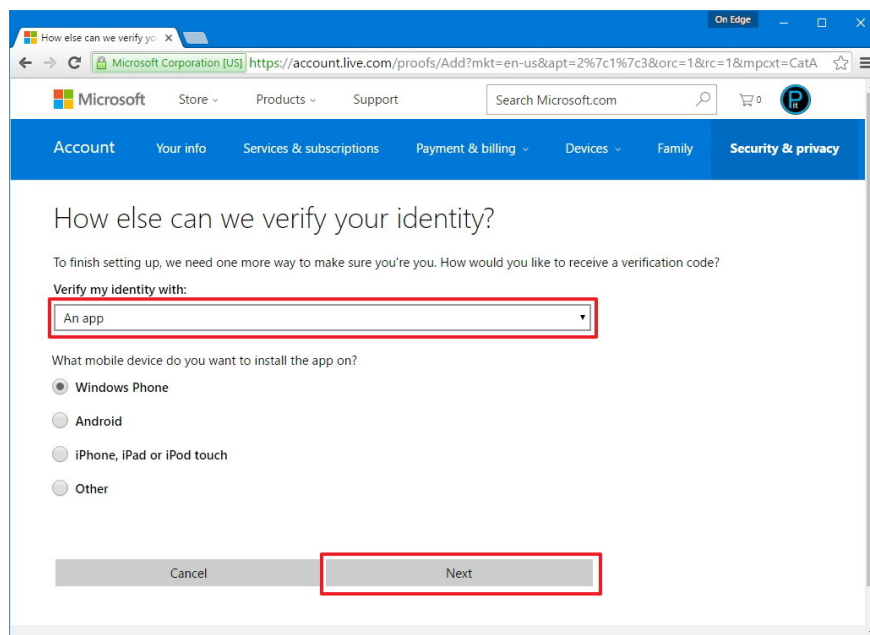 On Edge
How else can we verify yo
Microsoft Corporation [US] https://account.live.com/proofs/Add?mkt=en-us&apt=2%7c1%7c3&orc=1&rc=1&mpcxt=CatA
Microsoft Store Products Support Search Microsoft.com 0
Account Your info Services & subscriptions Payment & billing Devices Family Security & privacy
How else can we verify your identity?
To finish setting up, we need one more way to make sure you're you. How would you like to receive a verification code?
Verify my identity with:
An app
What mobile device do you want to install the app on?
Windows Phone
Android
iPhone, iPad or iPod touch
Other
Cancel Next